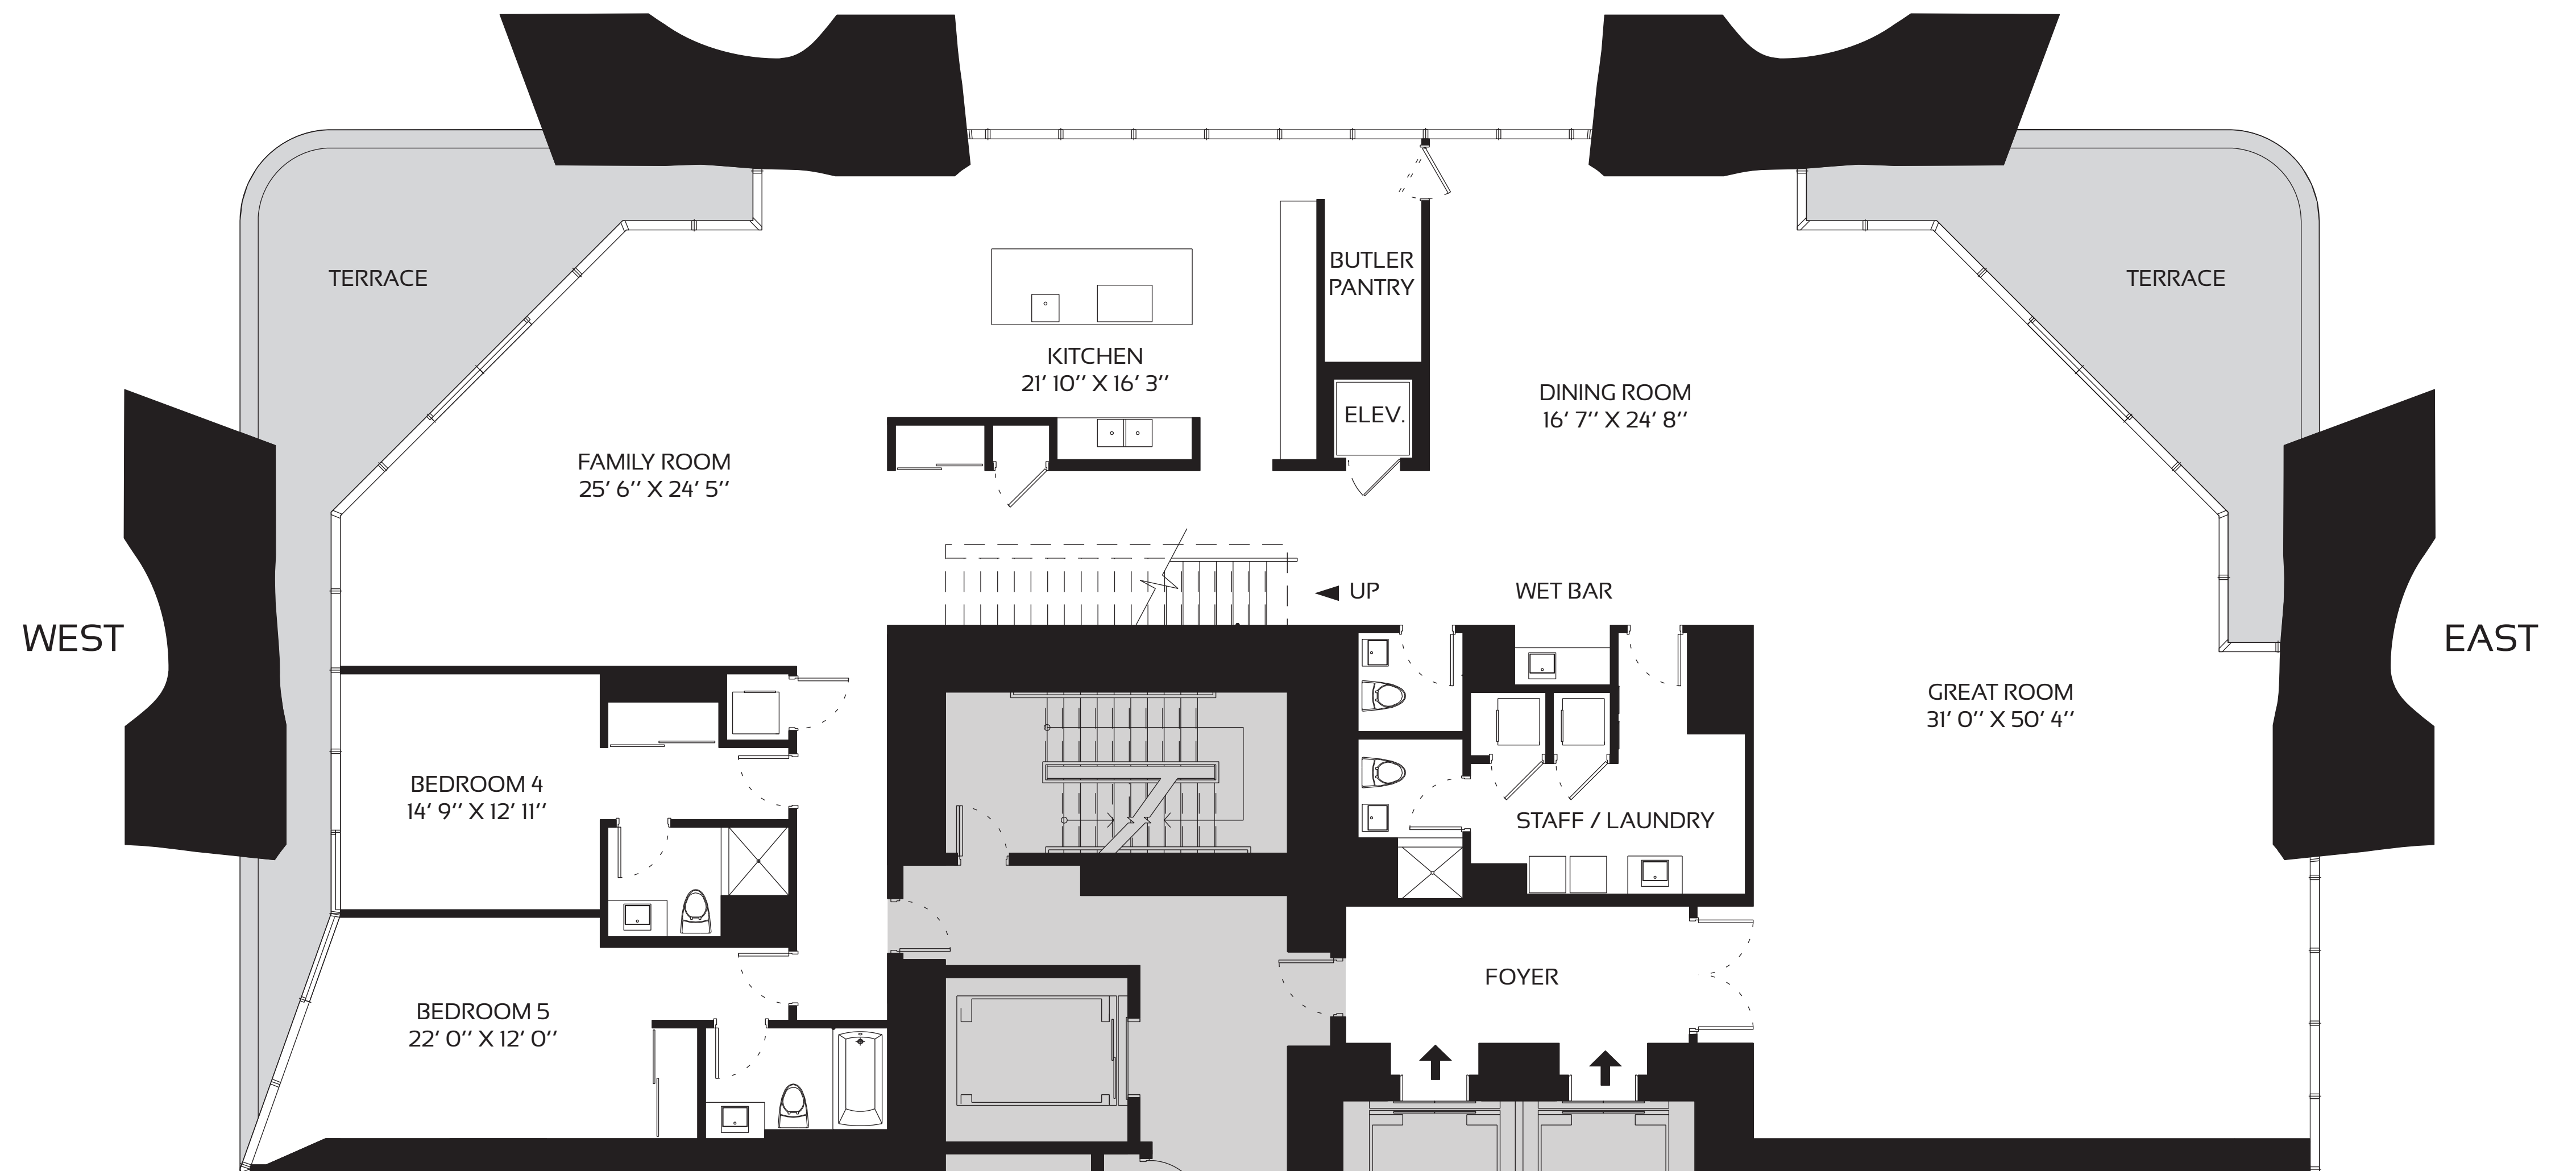 TERRACE
BUTLER
PANTRY
TERRACE
KITCHEN
21' 10'' X 16' 3''
ELEV.
DINING ROOM
16' 7'' X 24' 8''
FAMILY ROOM
25' 6'' X 24' 5''
UP
WET BAR
WEST
EAST
GREAT ROOM
31' 0'' X 50' 4''
BEDROOM 4
14' 9'' X 12' 11''
STAFF / LAUNDRY
FOYER
BEDROOM 5
22' 0'' X 12' 0''